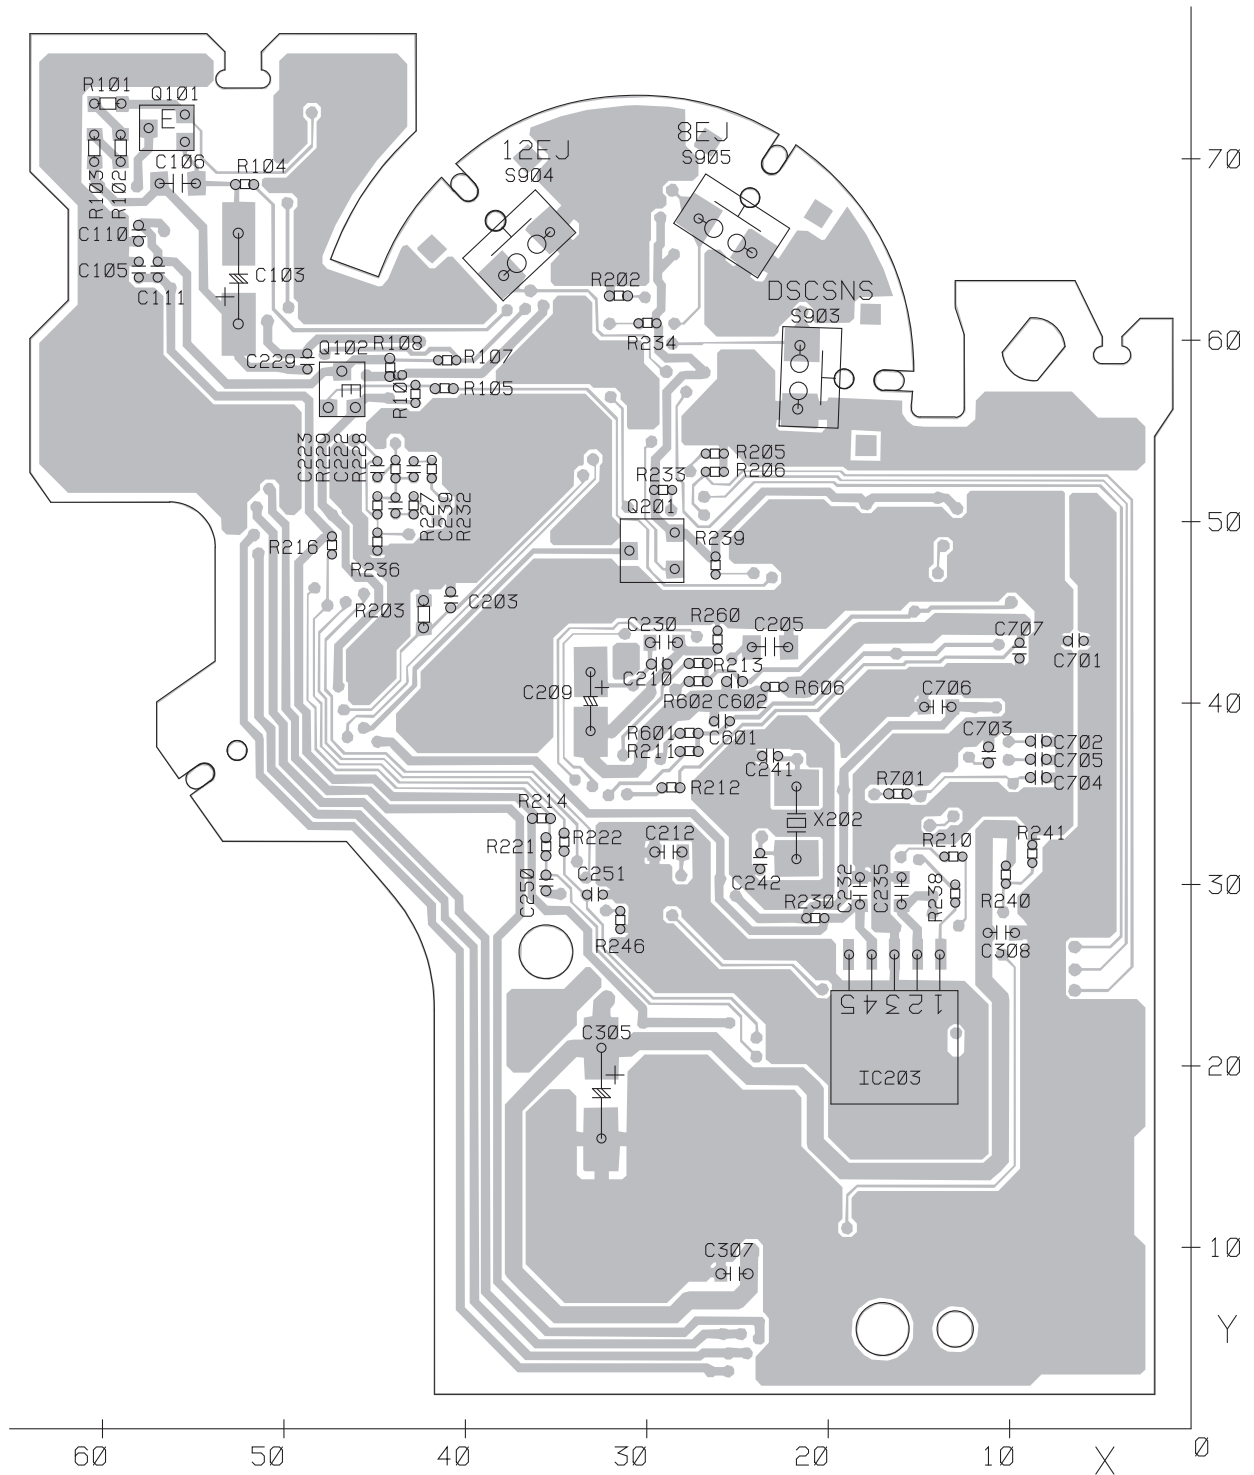 R101
Q101
E
8EJ
S905
12EJ
S904
70
C106
R104
R103
R102
C110
C105
C111
C103
+
R202
DSCSNS
S903
60
R234
C229
Q102
R108
R107
E
R106
R105
C223
R229
C222
R228
R205
R206
R233
Q201
R227
C239
R232
50
R216
R239
R236
R203
C203
C230
R260
C205
C707
C701
C210
R213
C209
+
R602
C602
R606
C706
40
R601
C601
C703
C702
R211
C705
C241
C704
R212
R701
R214
X202
R221
R222
C212
R210
R241
C242
C250
C251
R230
C232
C235
R238
R240
30
R246
C308
5
4
3
2
1
C305
+
IC203
20
C307
10
Y
60
50
40
30
20
10
X
0